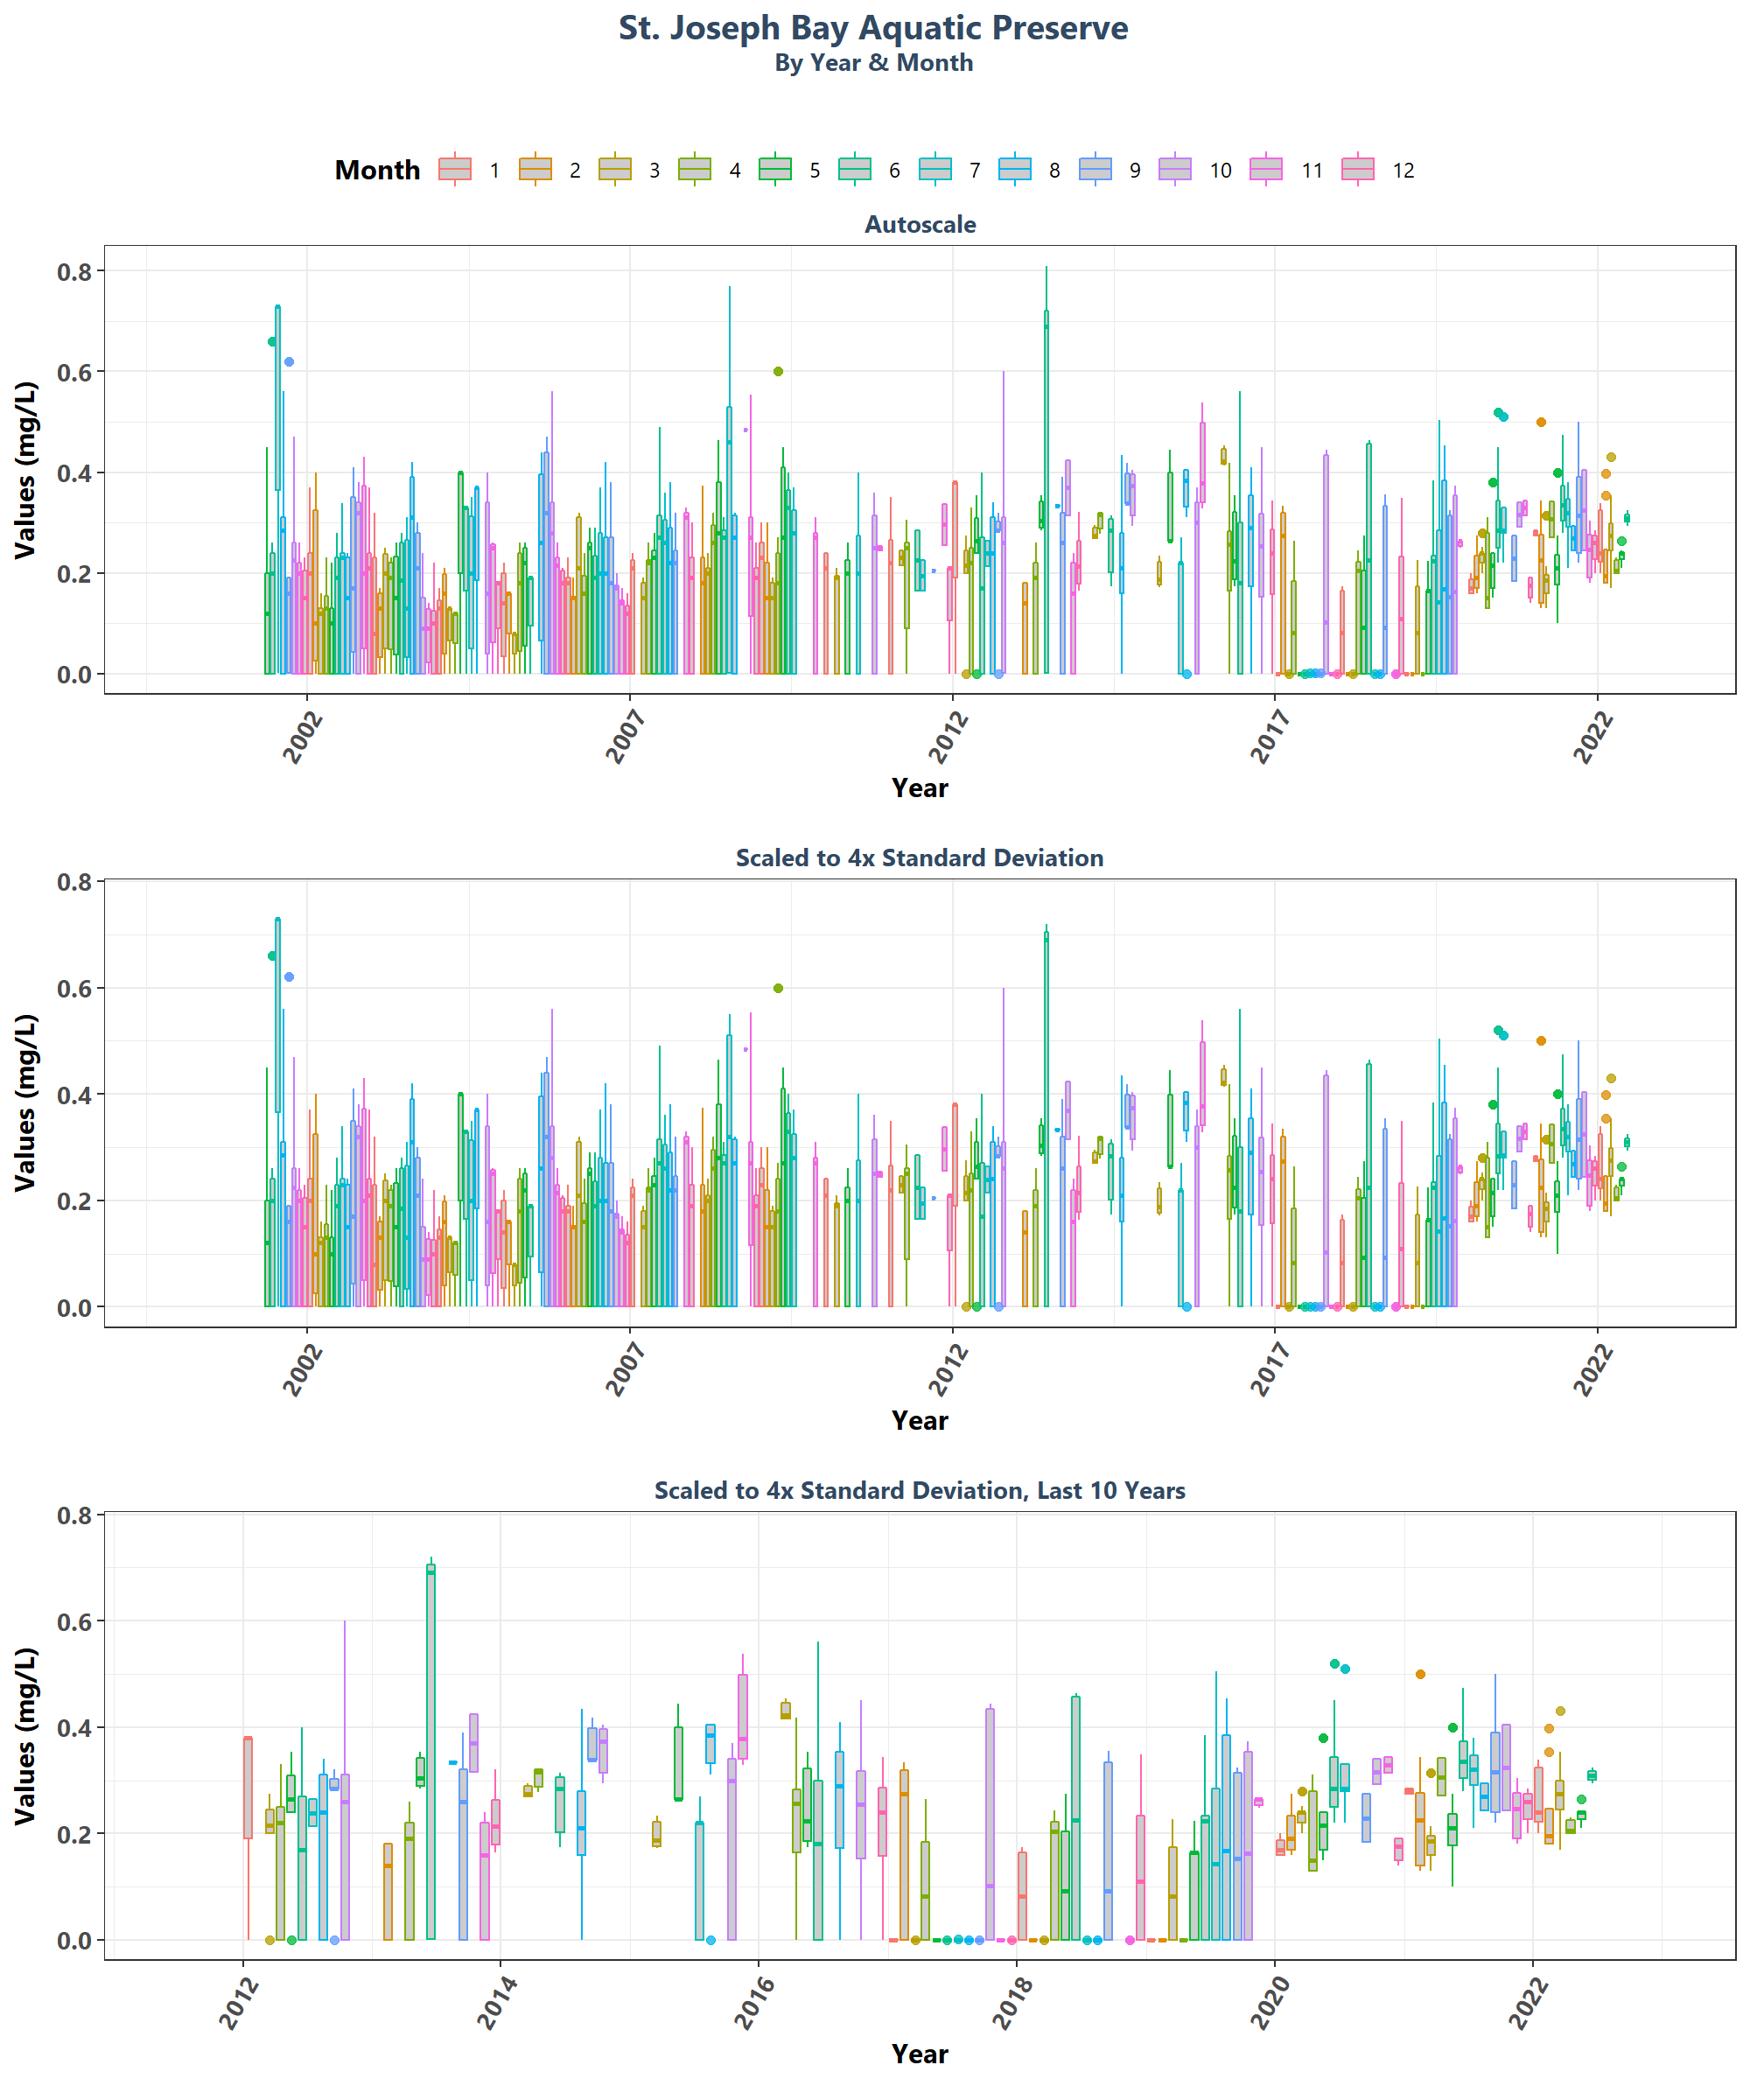 St. Joseph Bay Aquatic Preserve
By Year & Month
Month 1 2 3 4 5 6 7 8 9 10 11 12
Autoscale
Values (mg/L)
0.8
0.6
0.4
0.2
0.0
2002 2007 2012 2017 2022
Year
Scaled to 4x Standard Deviation
Values (mg/L)
0.8
0.6
0.4
0.2
0.0
2002 2007 2012 2017 2022
Year
Scaled to 4x Standard Deviation, Last 10 Years
Values (mg/L)
0.8
0.6
0.4
0.2
0.0
2012 2014 2016 2018 2020 2022
Year